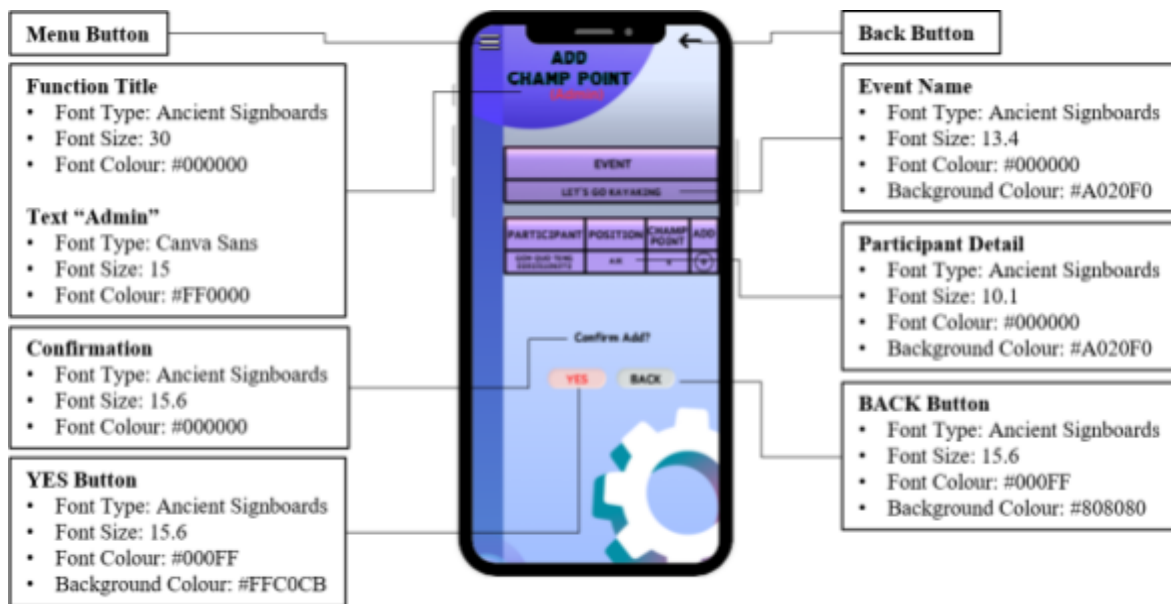 Menu Button
Function Title
• Font Type: Ancient Signboards
• Font Size: 30
• Font Colour: #000000
Text “Admin”
• Font Type: Canva Sans
• Font Size: 15
• Font Colour: #FF0000
Confirmation
• Font Type: Ancient Signboards
• Font Size: 15.6
• Font Colour: #000000
YES Button
• Font Type: Ancient Signboards
• Font Size: 15.6
• Font Colour: #000FF
• Background Colour: #FFC0CB
ADD
CHAMP POINT
EVENT
LET'S GO KAYAKING
PARTICIPANT POSITION CHAMP POINT ADD
Confirm Add?
YES BACK
Back Button
Event Name
• Font Type: Ancient Signboards
• Font Size: 13.4
• Font Colour: #000000
• Background Colour: #A020F0
Participant Detail
• Font Type: Ancient Signboards
• Font Size: 10.1
• Font Colour: #000000
• Background Colour: #A020F0
BACK Button
• Font Type: Ancient Signboards
• Font Size: 15.6
• Font Colour: #000FF
• Background Colour: #808080